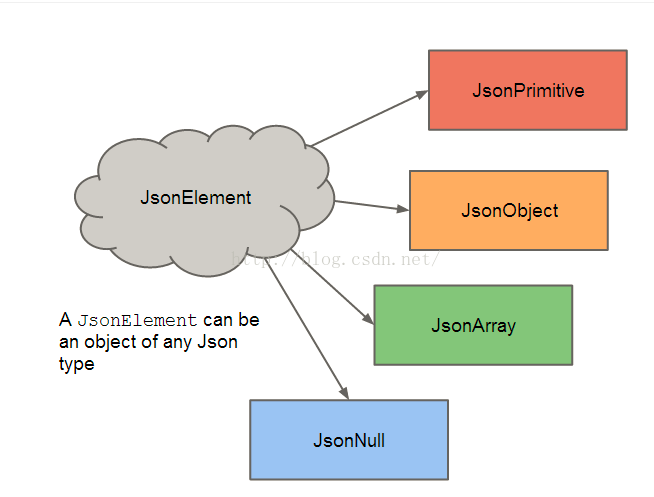 JsonPrimitive
JsonElement
JsonObject
http://blog.csdn.net/
A JsonElement can be
an object of any Json
type
JsonArray
JsonNull